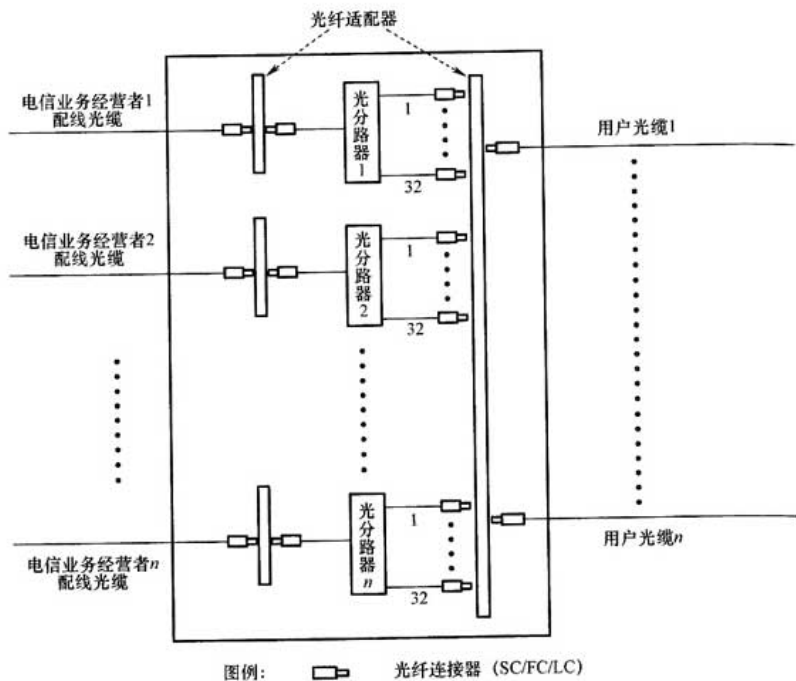 光纤适配器
电信业务经营者1
配线光缆
光分路器1
1
32
用户光缆1
电信业务经营者2
配线光缆
光分路器2
1
32
电信业务经营者n
配线光缆
光分路器n
1
32
用户光缆n
图例：
光纤连接器（SC/FC/LC）